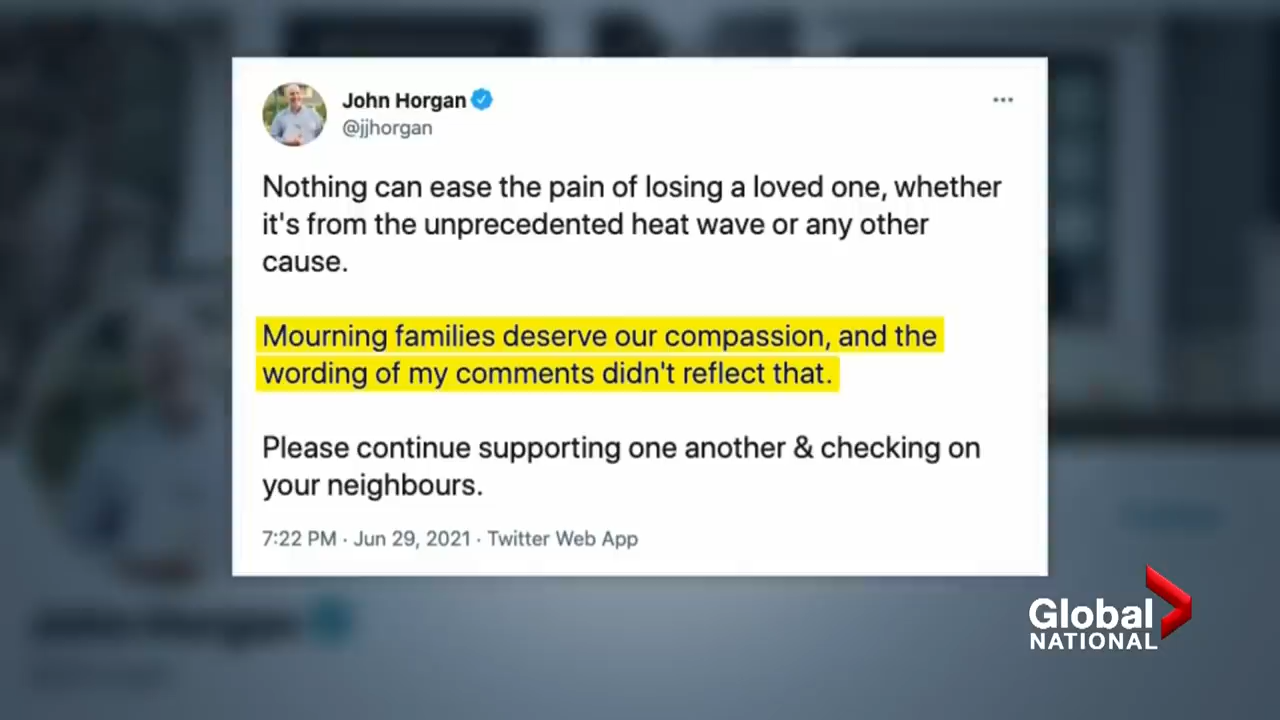 John Horgan
@jjhorgan
Nothing can ease the pain of losing a loved one, whether
it's from the unprecedented heat wave or any other
cause.
Mourning families deserve our compassion, and the
wording of my comments didn't reflect that.
Please continue supporting one another & checking on
your neighbours.
7:22 PM · Jun 29, 2021 · Twitter Web App
Global
NATIONAL